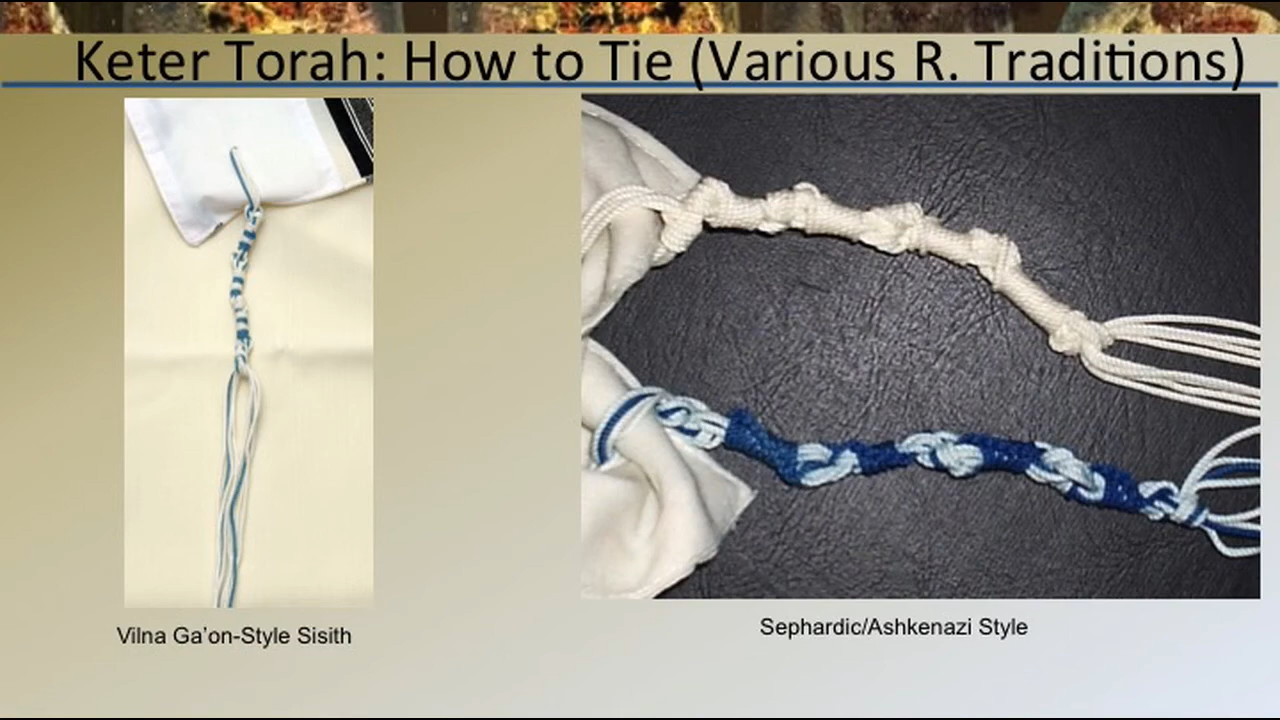 Keter Torah: How to Tie (Various R. Traditions)
Vilna Ga’on-Style Sisith
Sephardic/Ashkenazi Style